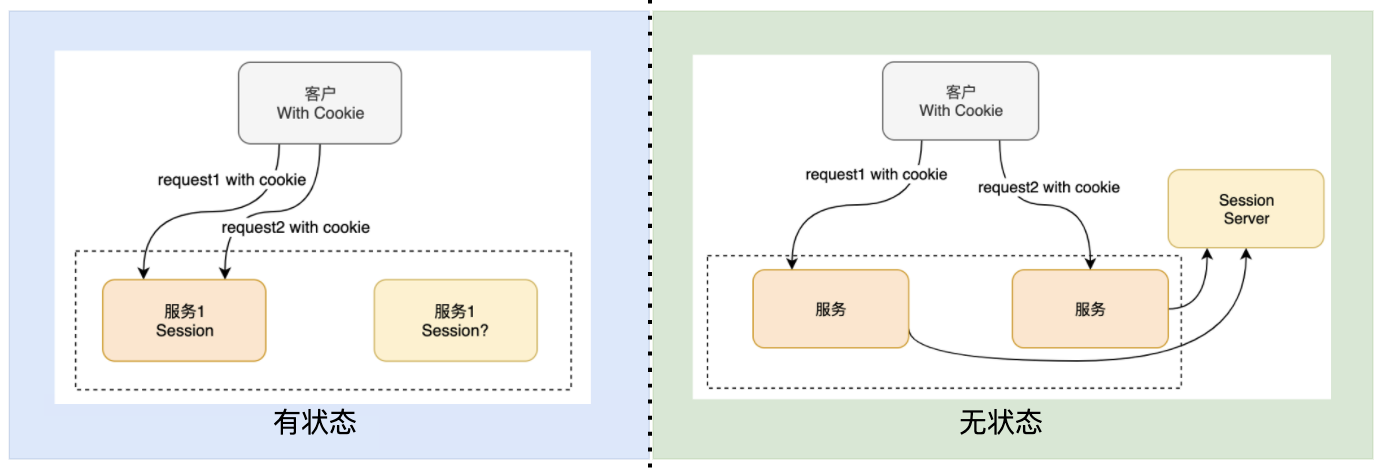 客户
With Cookie
request1 with cookie
request2 with cookie
服务1
Session
服务1
Session?
有状态
客户
With Cookie
request1 with cookie
request2 with cookie
Session
Server
服务
服务
无状态